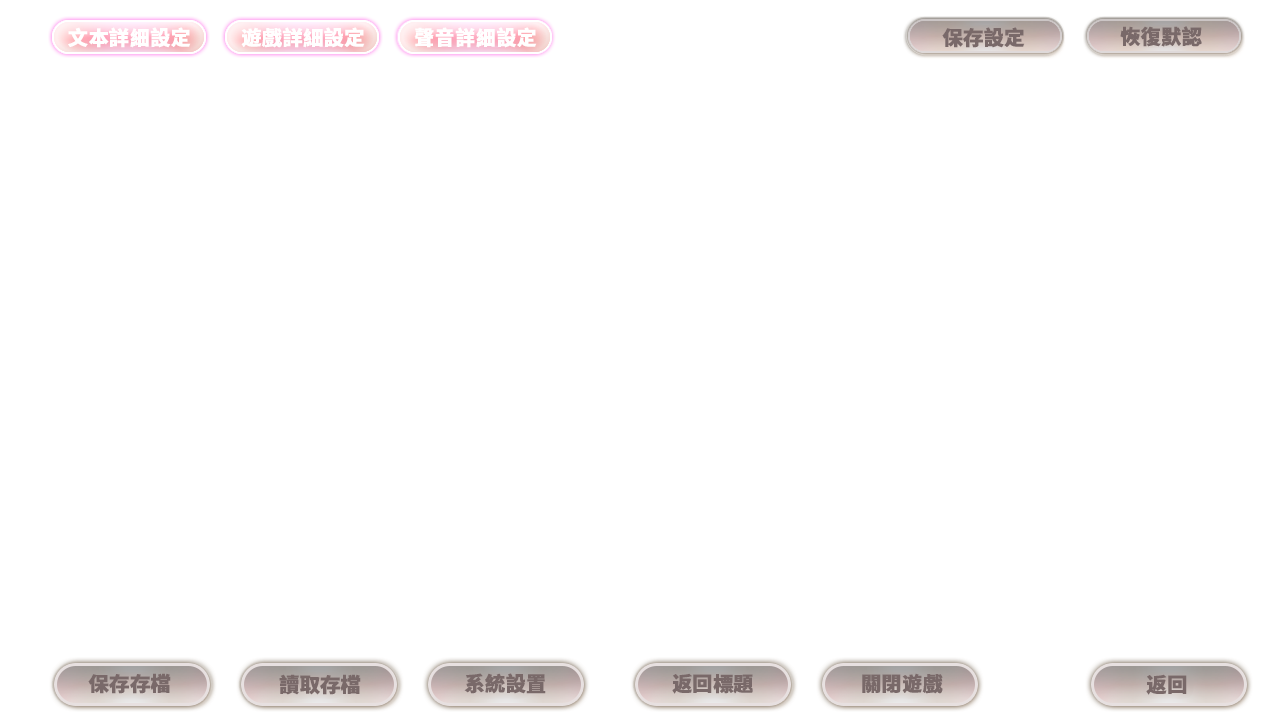 文本詳細設定
遊戲詳細設定
聲音詳細設定
保存設定
恢復默認
保存存檔
讀取存檔
系統設置
返回標題
關閉遊戲
返回